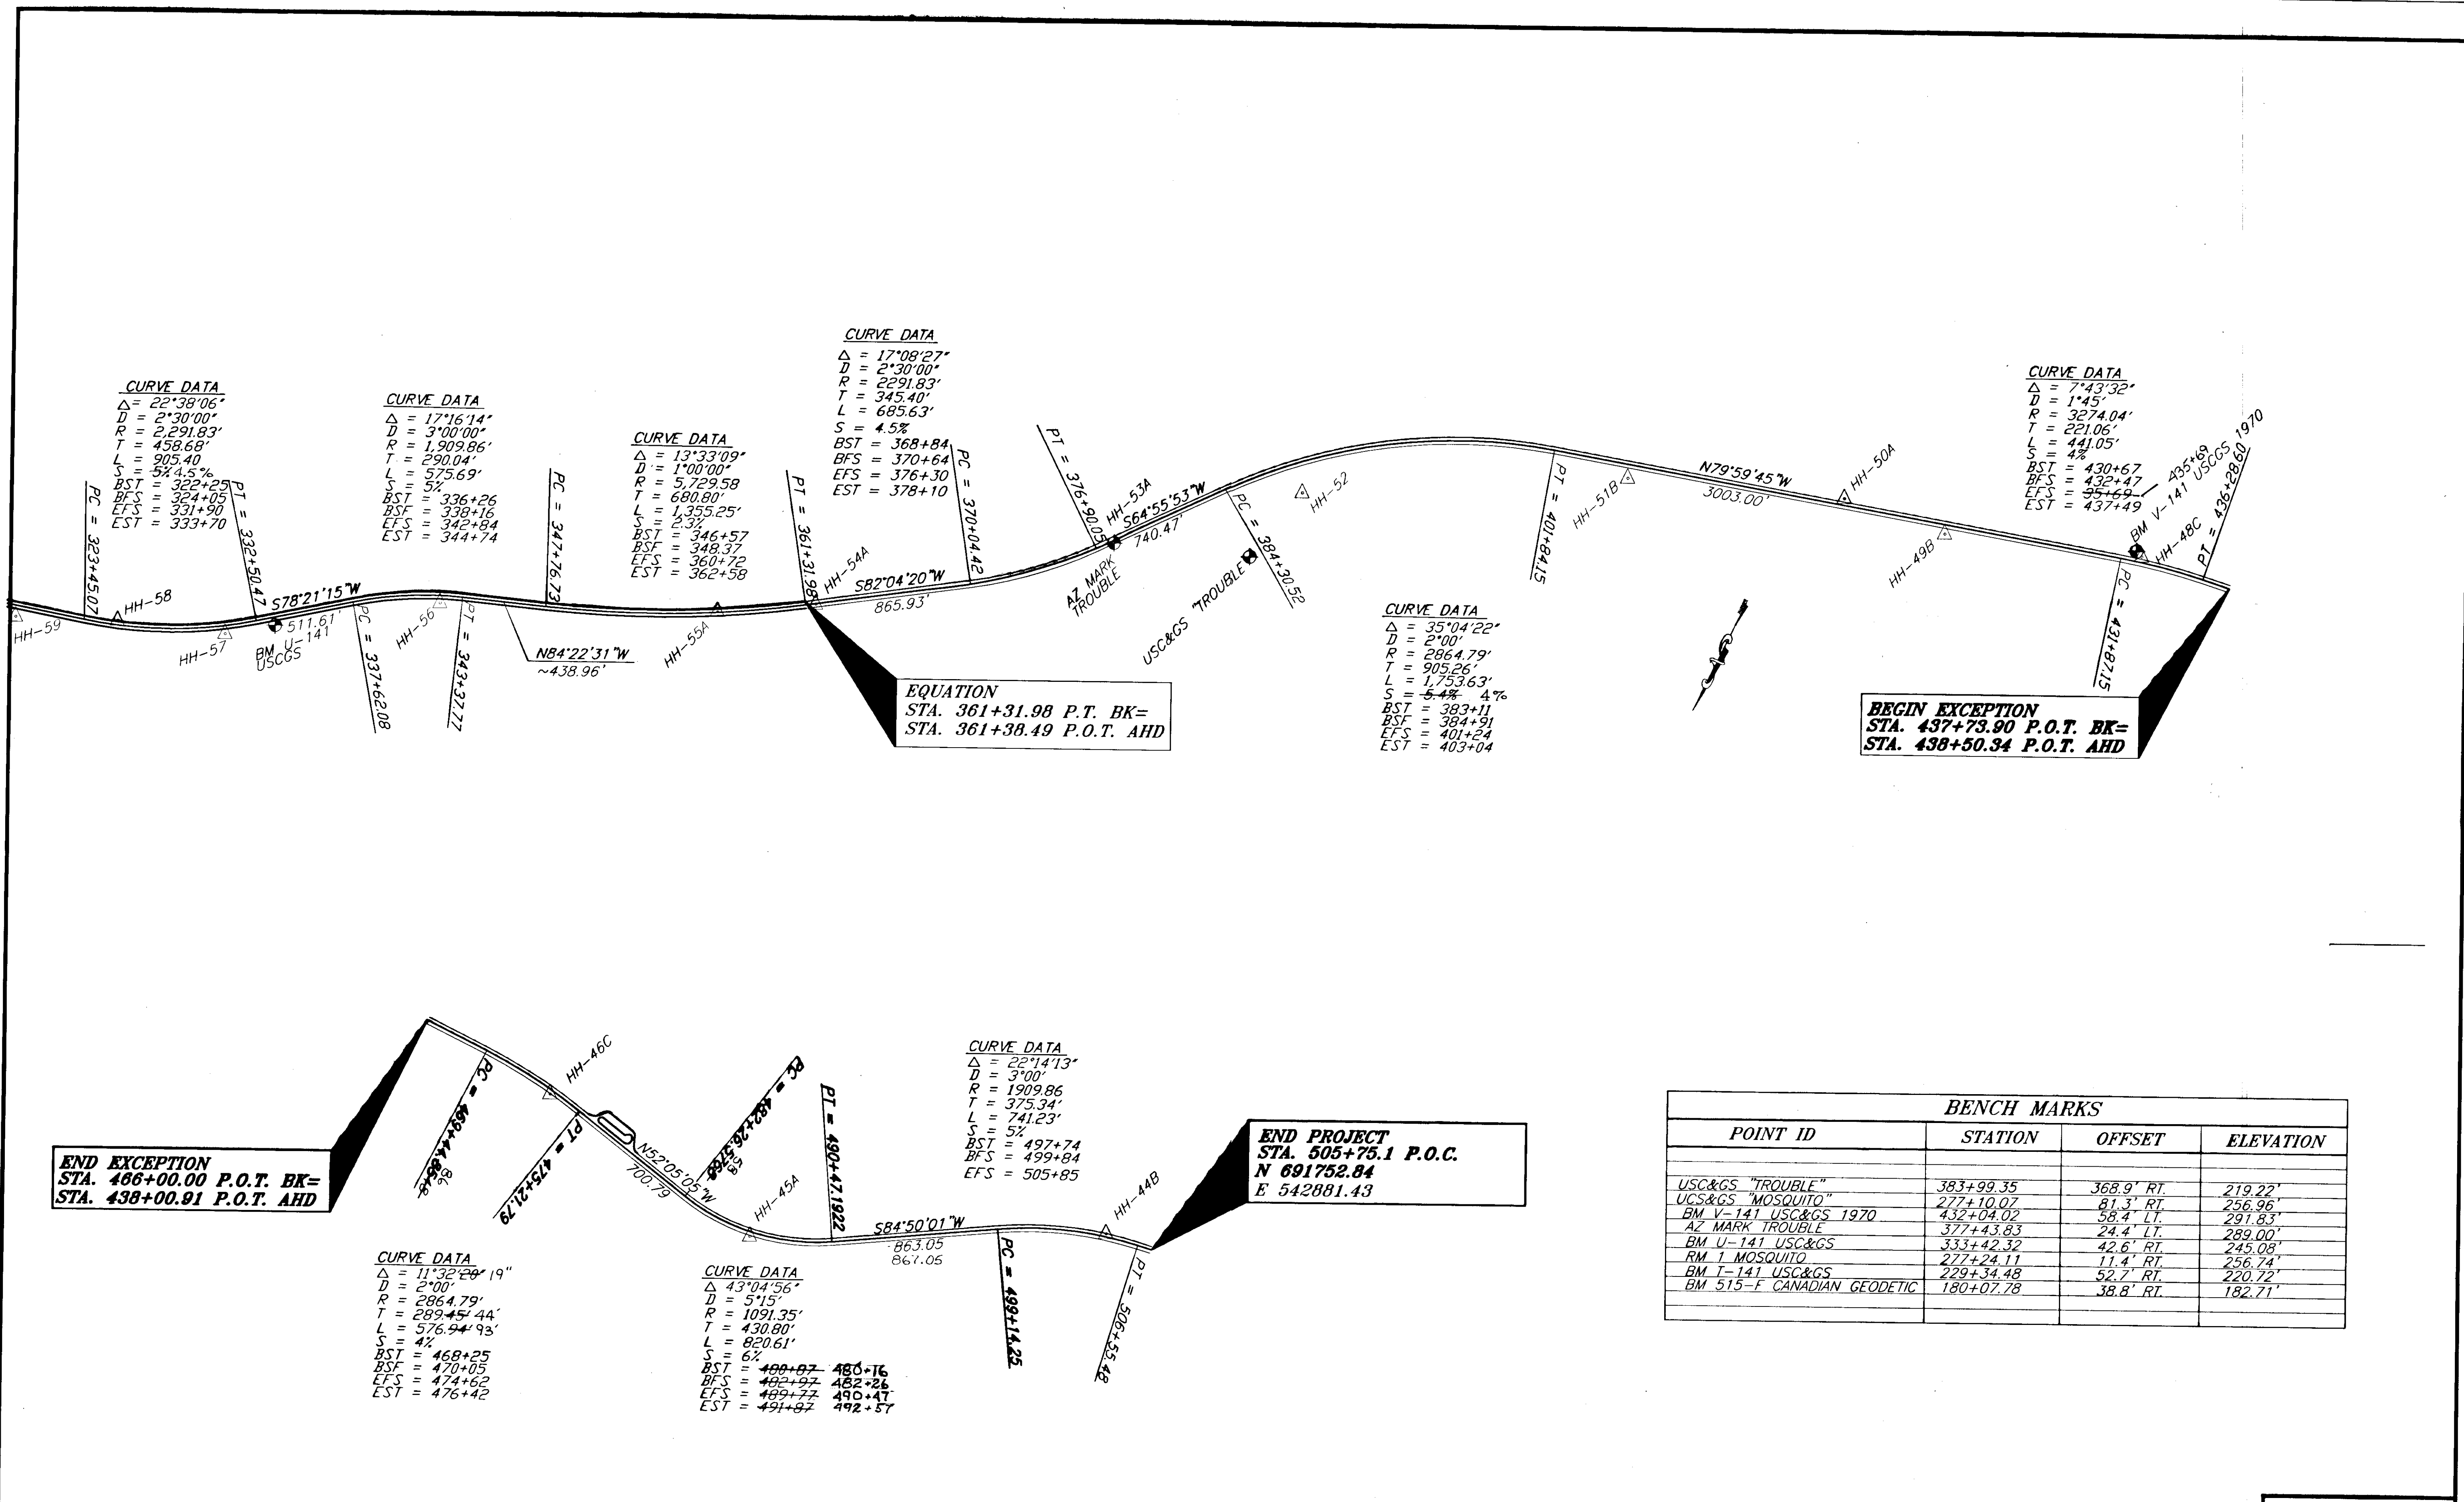 CURVE DATA
Δ = 22°38'06"
D = 2°30'00"
R = 2,291.83'
T = 458.68'
L = 905.40
S = 5% 4.5%
BST = 322+25
BFS = 324+05
EFS = 331+90
EST = 333+70
CURVE DATA
Δ = 17°16'14"
D = 3°00'00"
R = 1,909.86'
T = 290.04'
L = 575.69'
S = 5%
BST = 336+26
BSF = 338+16
EFS = 342+84
EST = 344+74
CURVE DATA
Δ = 13°33'09"
D = 1°00'00"
R = 5,729.58
T = 680.80'
L = 1,355.25'
S = 2.3%
BST = 346+57
BSF = 348.37
EFS = 360+72
EST = 362+58
CURVE DATA
Δ = 17°08'27"
D = 2°30'00"
R = 2291.83'
T = 345.40'
L = 685.63'
S = 4.5%
BST = 368+84
BFS = 370+64
EFS = 376+30
EST = 378+10
CURVE DATA
Δ = 7°43'32"
D = 1°45'
R = 3274.04'
T = 221.06'
L = 441.05'
S = 4%
BST = 430+67
BFS = 432+47
EFS = 35+69 435+69
EST = 437+49
PC = 323+45.07
PT = 332+50.47
PC = 337+62.08
PT = 343+37.77
PC = 347+76.73
PT = 361+31.98
PC = 370+04.42
PT = 376+90.05
PC = 384+30.52
PT = 401+84.15
PC = 431+87.15
PT = 436+28.60
HH-59
HH-58
HH-57
S78°21'15"W
511.61'
BM U-141
USCGS
HH-56
N84°22'31"W
~438.96'
HH-55A
HH-54A
S82°04'20"W
865.93'
HH-53A
S64°55'53"W
740.47'
AZ MARK
TROUBLE
USC&GS "TROUBLE"
HH-52
HH-51B
N79°59'45"W
3003.00'
HH-50A
HH-49B
BM V-141 USCGS 1970
HH-48C
EQUATION
STA. 361+31.98 P.T. BK=
STA. 361+38.49 P.O.T. AHD
CURVE DATA
Δ = 35°04'22"
D = 2°00'
R = 2864.79'
T = 905.26'
L = 1,753.63'
S = 5.4% 4%
BST = 383+11
BSF = 384+91
EFS = 401+24
EST = 403+04
BEGIN EXCEPTION
STA. 437+73.90 P.O.T. BK=
STA. 438+50.34 P.O.T. AHD
END EXCEPTION
STA. 466+00.00 P.O.T. BK=
STA. 438+00.91 P.O.T. AHD
86
PT = 475+21.79
HH-46C
N52°05'05"W
700.79
58
HH-45A
PT = 490+47.1922
S84°50'01"W
863.05
867.05
PC = 499+14.25
HH-44B
PT = 506+55.48
CURVE DATA
Δ = 22°14'13"
D = 3°00'
R = 1909.86
T = 375.34'
L = 741.23'
S = 5%
BST = 497+74
BFS = 499+84
EFS = 505+85
END PROJECT
STA. 505+75.1 P.O.C.
N 691752.84
E 542881.43
CURVE DATA
Δ = 11°32'20" 19"
D = 2°00'
R = 2864.79'
T = 289.45' 44'
L = 576.94' 93'
S = 4%
BST = 468+25
BSF = 470+05
EFS = 474+62
EST = 476+42
CURVE DATA
Δ 43°04'56"
D = 5°15'
R = 1091.35'
T = 430.80'
L = 820.61'
S = 6%
BST = 480+87 480+16
BFS = 482+97 482+26
EFS = 489+77 490+47
EST = 491+87 492+57
BENCH MARKS
POINT ID STATION OFFSET ELEVATION
USC&GS "TROUBLE" 383+99.35 368.9' RT. 219.22'
UCS&GS "MOSQUITO" 277+10.07 81.3' RT. 256.96'
BM V-141 USC&GS 1970 432+04.02 58.4' LT. 291.83'
AZ MARK TROUBLE 377+43.83 24.4' LT. 289.00'
BM U-141 USC&GS 333+42.32 42.6' RT. 245.08'
RM 1 MOSQUITO 277+24.11 11.4' RT. 256.74'
BM T-141 USC&GS 229+34.48 52.7' RT. 220.72'
BM 515-F CANADIAN GEODETIC 180+07.78 38.8' RT. 182.71'